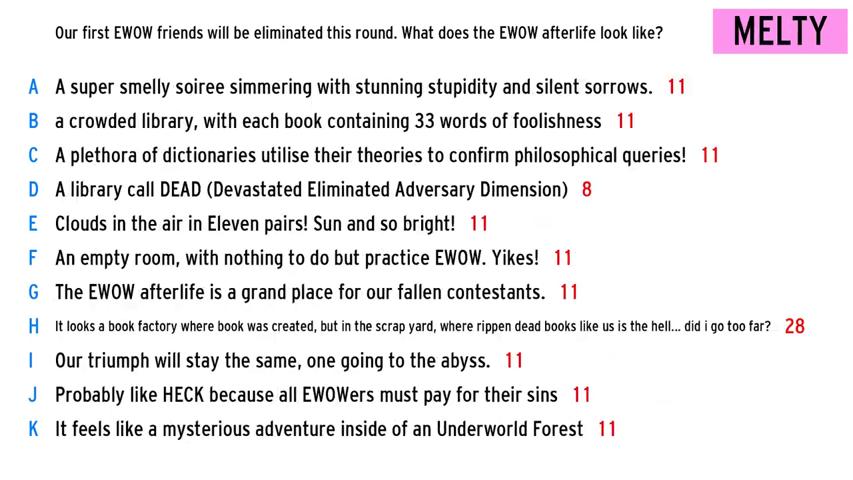 Our first EWOW friends will be eliminated this round. What does the EWOW afterlife look like?
MELTY
A A super smelly soiree simmering with stunning stupidity and silent sorrows. 11
B a crowded library, with each book containing 33 words of foolishness 11
C A plethora of dictionaries utilise their theories to confirm philosophical queries! 11
D A library call DEAD (Devastated Eliminated Adversary Dimension) 8
E Clouds in the air in Eleven pairs! Sun and so bright! 11
F An empty room, with nothing to do but practice EWOW. Yikes! 11
G The EWOW afterlife is a grand place for our fallen contestants. 11
H It looks a book factory where book was created, but in the scrap yard, where rippen dead books like us is the hell... did i go too far? 28
I Our triumph will stay the same, one going to the abyss. 11
J Probably like HECK because all EWOWers must pay for their sins 11
K It feels like a mysterious adventure inside of an Underworld Forest 11